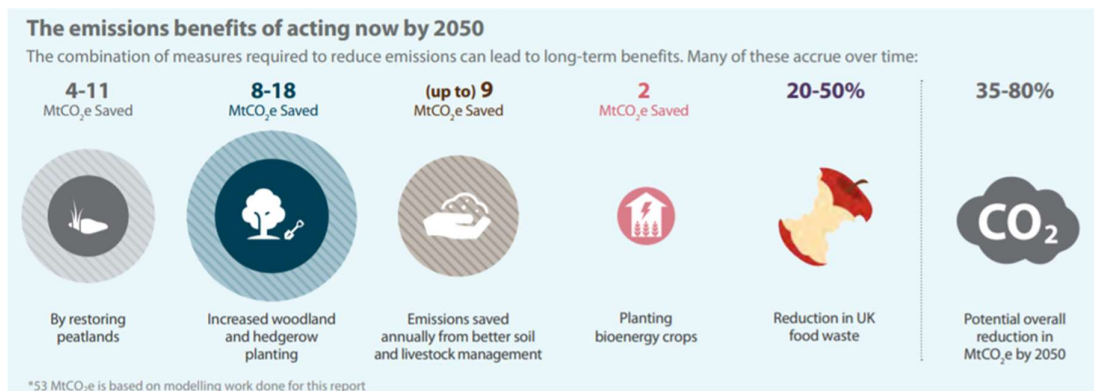 The emissions benefits of acting now by 2050
The combination of measures required to reduce emissions can lead to long-term benefits. Many of these accrue over time:
4-11
MtCO₂e Saved
By restoring
peatlands
8-18
MtCO₂e Saved
Increased woodland
and hedgerow
planting
(up to) 9
MtCO₂e Saved
Emissions saved
annually from better soil
and livestock management
2
MtCO₂e Saved
Planting
bioenergy crops
20-50%
Reduction in UK
food waste
35-80%
CO₂
Potential overall
reduction in
MtCO₂e by 2050
*53 MtCO₂e is based on modelling work done for this report